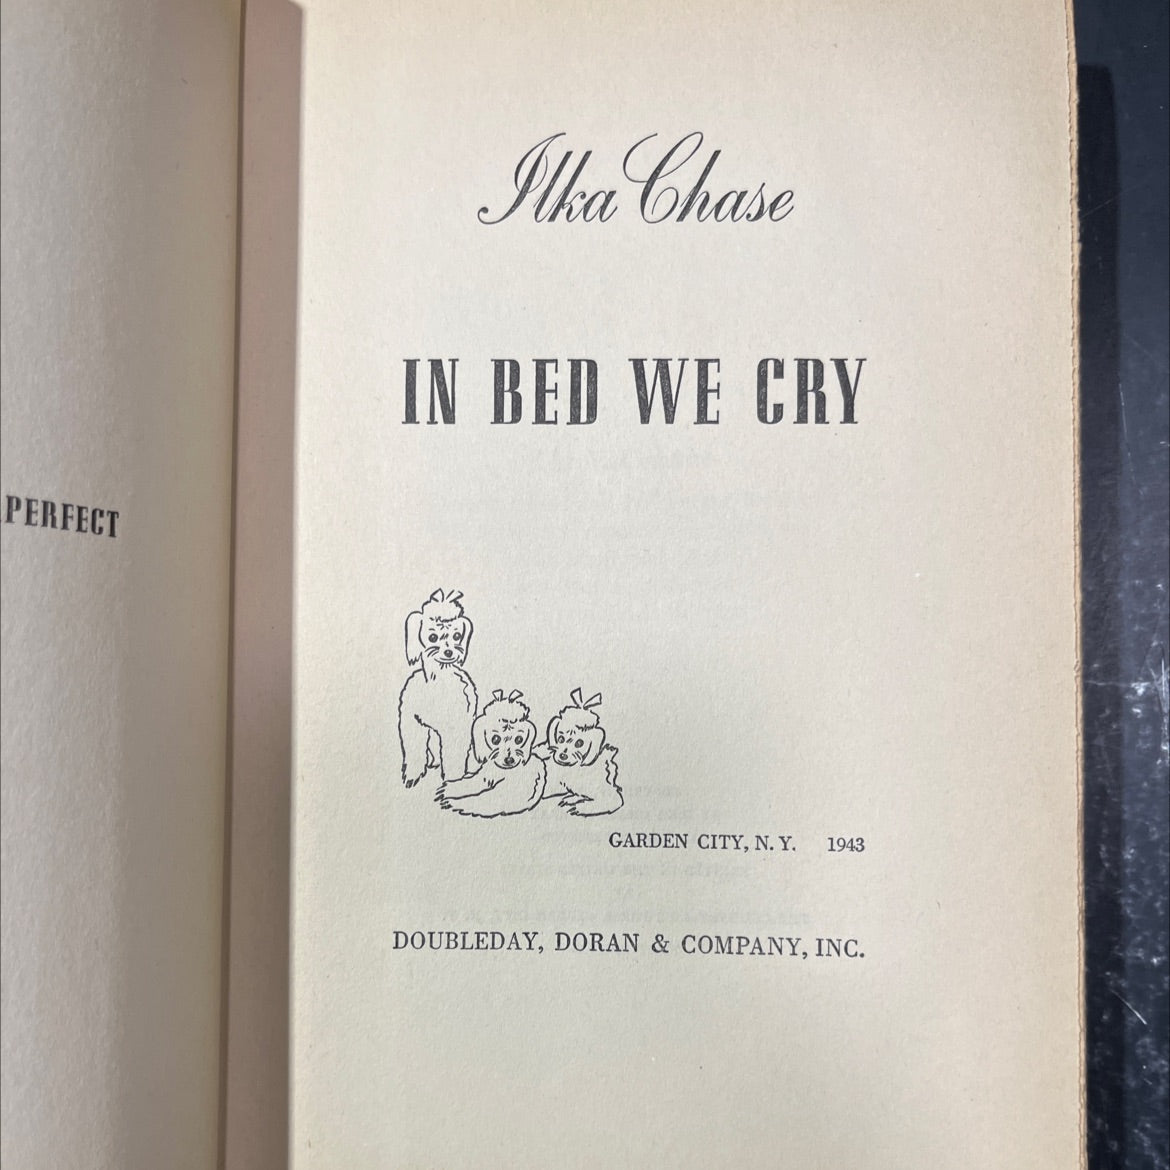 PERFECT
Ilka Chase
IN BED WE CRY
GARDEN CITY, N. Y. 1943
DOUBLEDAY, DORAN & COMPANY, INC.